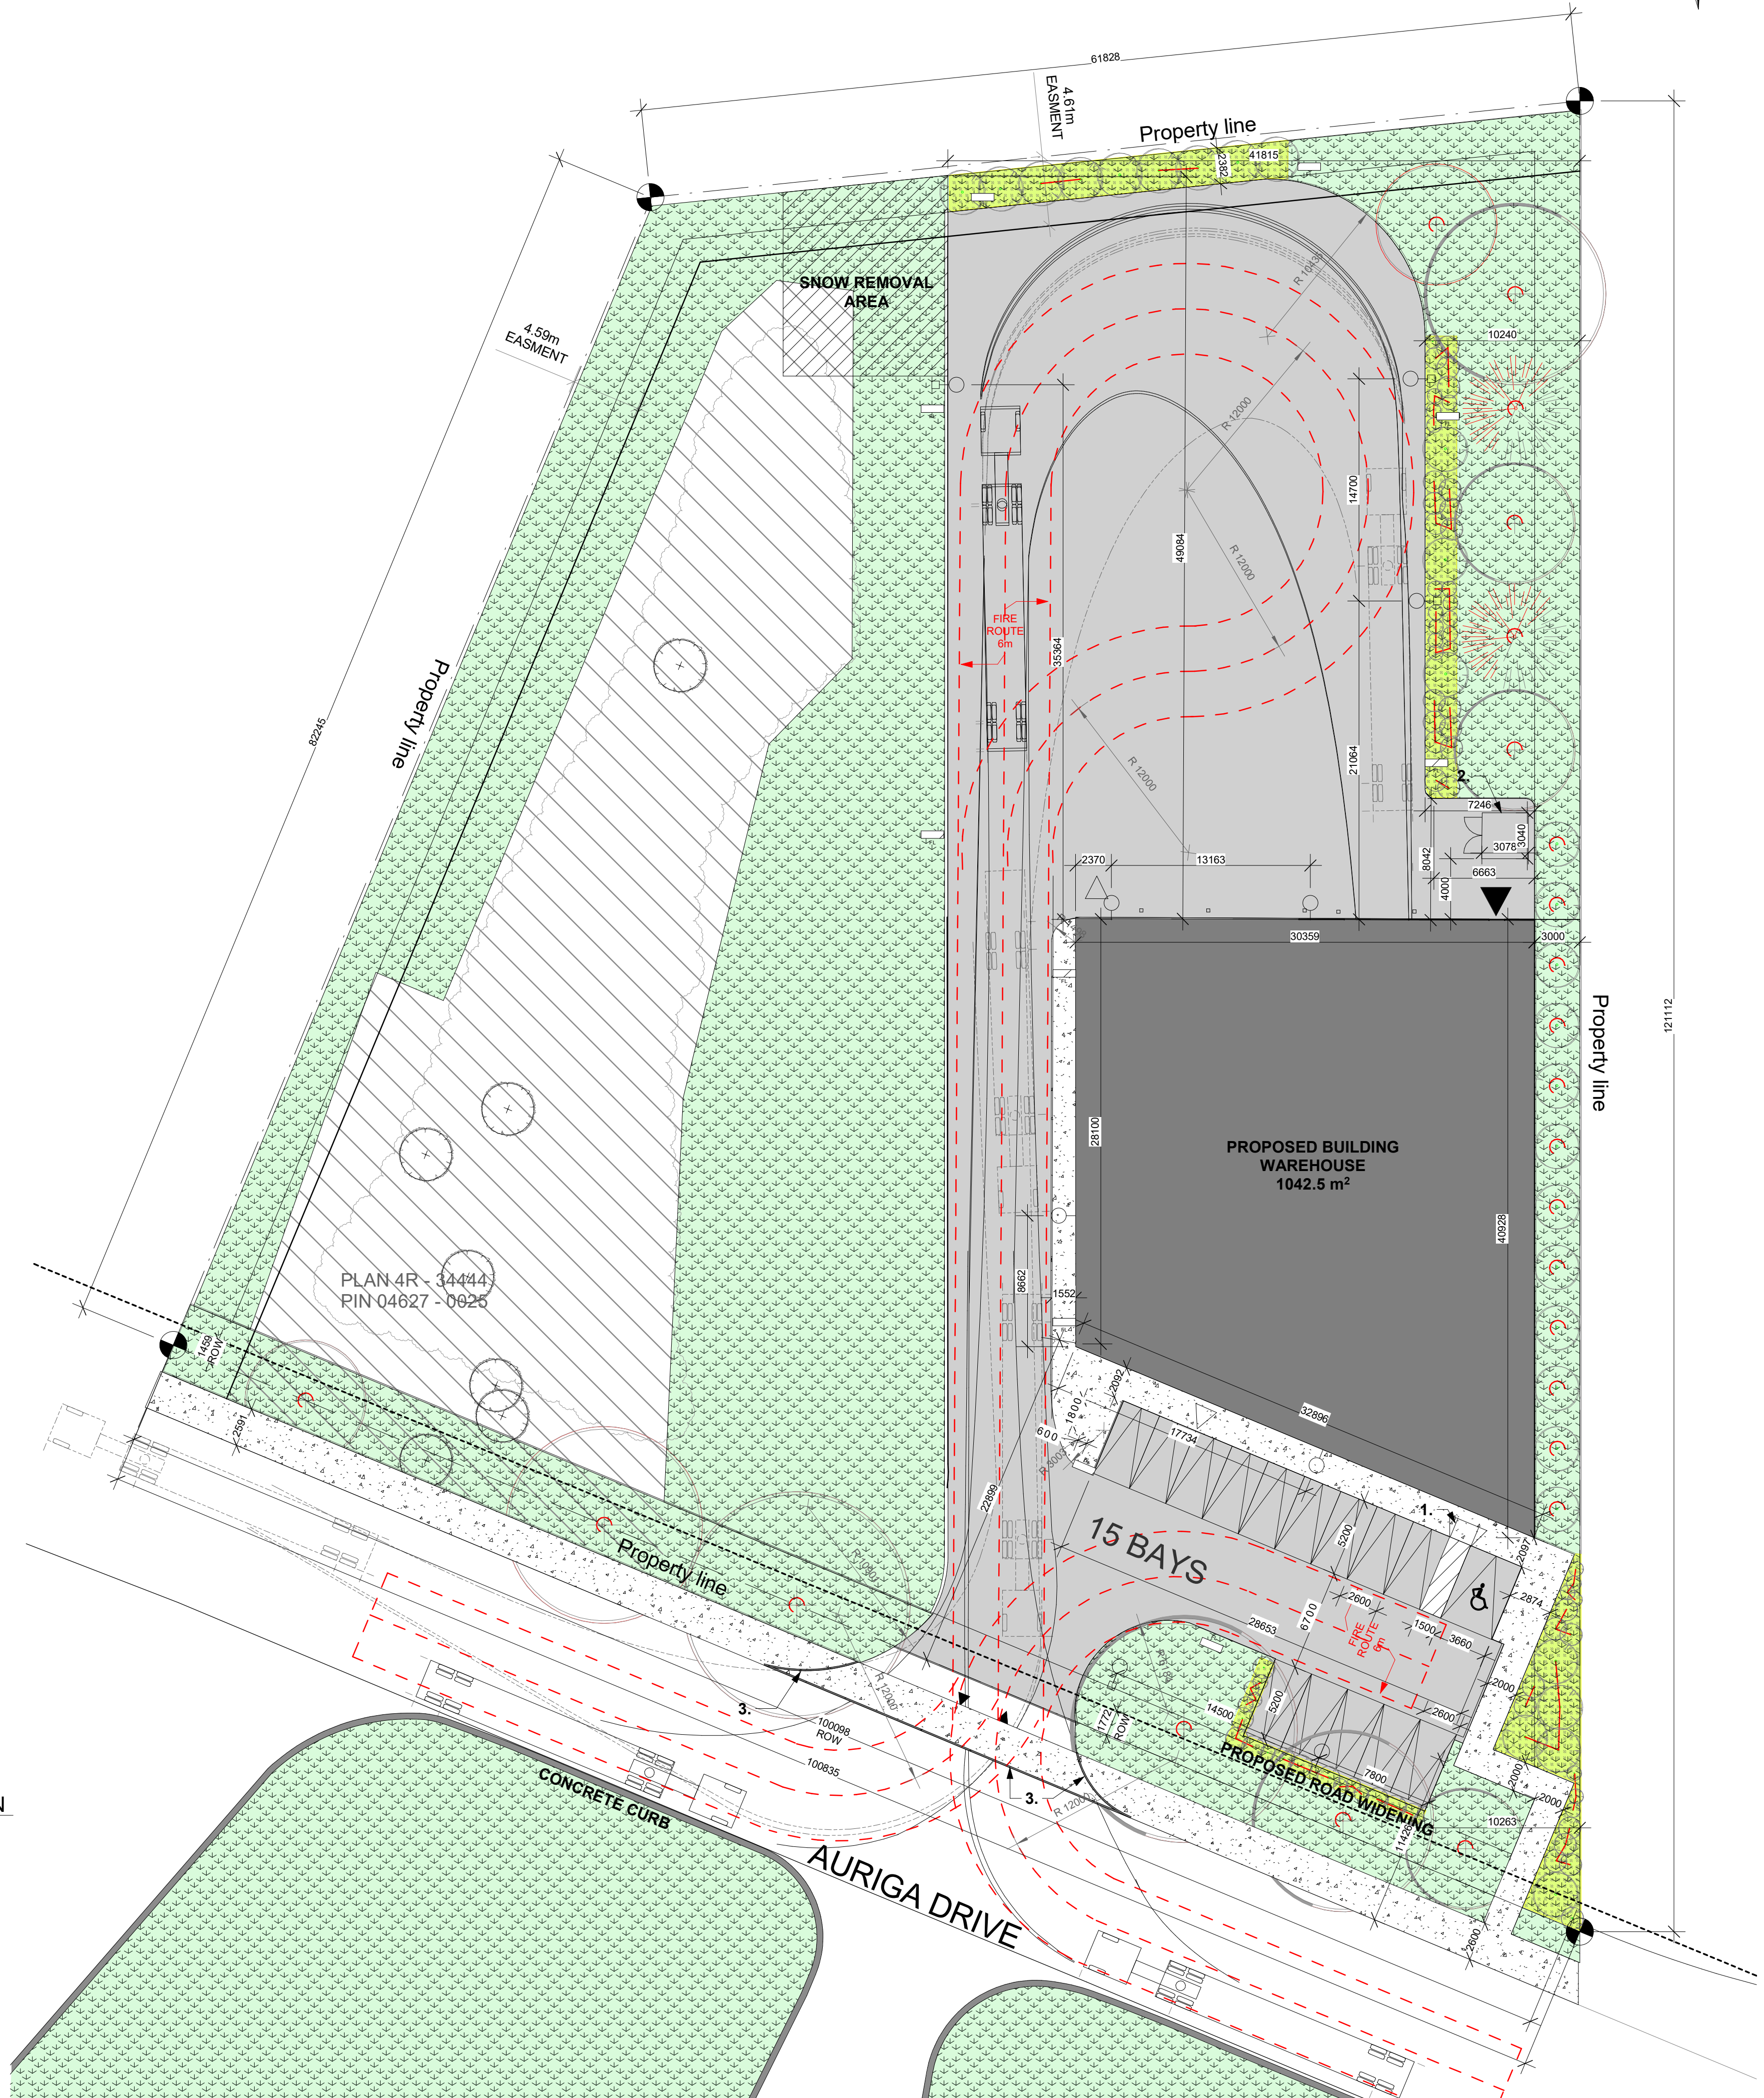 61828
4.61m
EASMENT
Property line
2382
41815
SNOW REMOVAL
AREA
4.59m
EASMENT
10240
R 12000
14700
49084
R 12000
FIRE
ROUTE
6m
35364
82245
Property line
21064
R 12000
2.
7246
3040
3078
2370
13163
8042
6663
4000
30359
3000
Property line
121112
28100
PROPOSED BUILDING
WAREHOUSE
1042.5 m²
40928
PLAN 4R - 34444
PIN 04627 - 0025
8662
1552
1459
ROW
2591
2092
1800
600
R 3003
17734
32896
1.
22899
15 BAYS
5200
2097
2600
2874
6700
1500
3660
28653
FIRE
ROUTE
6m
Property line
2000
5200
2600
14500
1772
ROW
R 12000
3.
100098
ROW
100835
PROPOSED ROAD WIDENING
7800
2000
2000
10263
11426
3.
R 12000
CONCRETE CURB
2600
AURIGA DRIVE
N